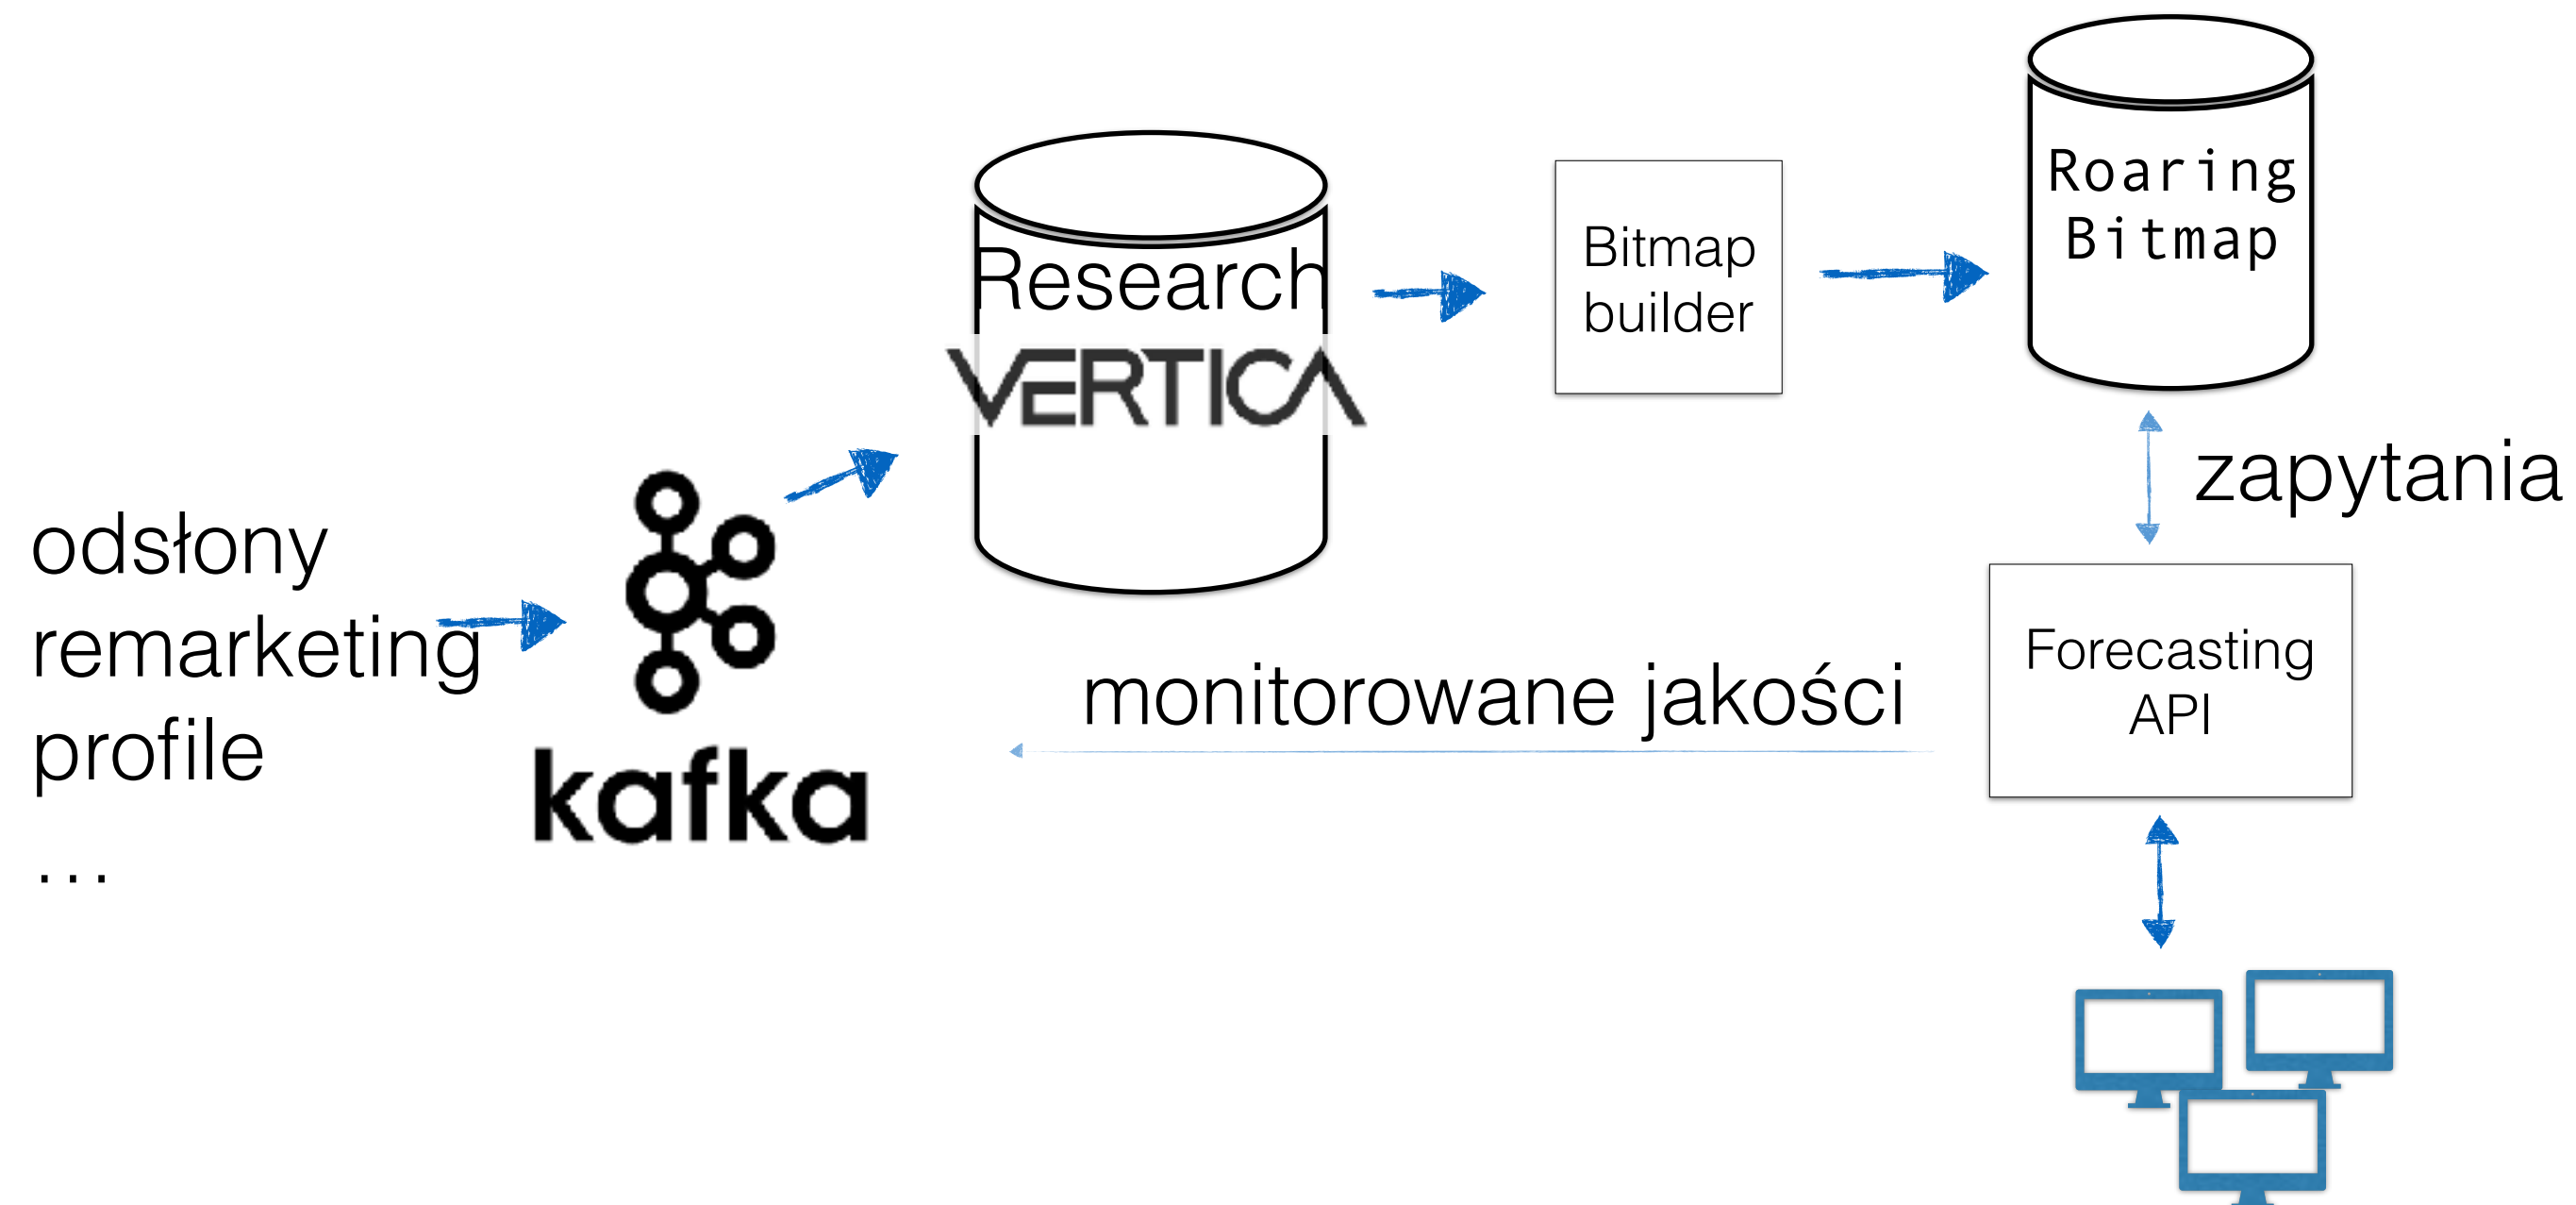 odsłony
remarketing
profile
…
kafka
Research
VERTICA
Bitmap
builder
Roaring
Bitmap
zapytania
Forecasting
API
monitorowane jakości